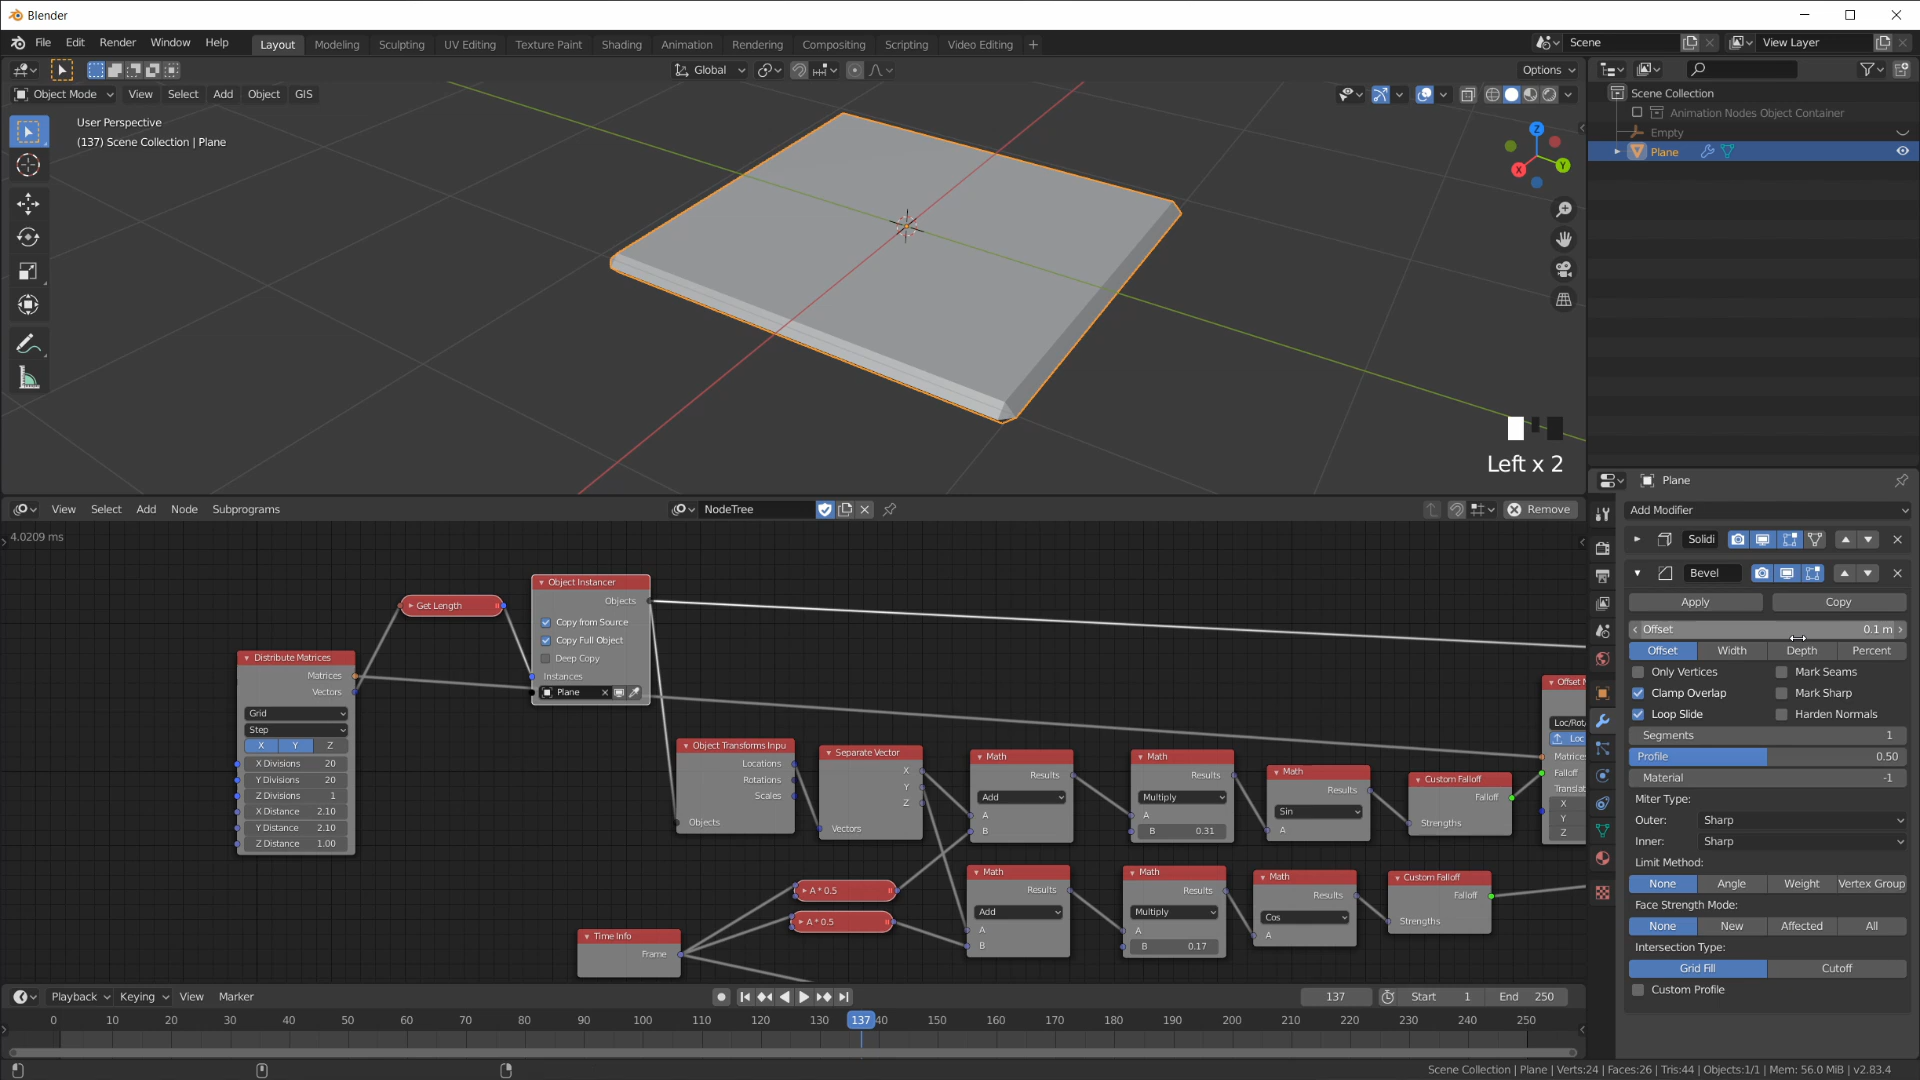 Blender
File Edit Render Window Help Layout Modeling Sculpting UV Editing Texture Paint Shading Animation Rendering Compositing Scripting Video Editing + Scene View Layer
Global Options
Object Mode View Select Add Object GIS
User Perspective
(137) Scene Collection | Plane
Z
Y
X
Left x 2
Scene Collection
Animation Nodes Object Container
Empty
Plane
View Select Add Node Subprograms NodeTree Remove
4.0209 ms
Get Length
Object Instancer
Objects
Copy from Source
Copy Full Object
Deep Copy
Instances
Plane
Distribute Matrices
Matrices
Vectors
Grid
Step
X Y Z
X Divisions 20
Y Divisions 20
Z Divisions 1
X Distance 2.10
Y Distance 2.10
Z Distance 1.00
Object Transforms Inpu
Locations
Rotations
Scales
Objects
Separate Vector
X
Y
Z
Vectors
Math
Results
Add
A
B
Math
Results
Multiply
A
B 0.31
Math
Results
Sin
A
Custom Falloff
Falloff
Strengths
Offset M
Loc/Rot/
Loc
Matrices
Falloff
Translat
X
Y
Z
A * 0.5
A * 0.5
Time Info
Frame
Math
Results
Add
A
B
Math
Results
Multiply
A
B 0.17
Math
Results
Cos
A
Custom Falloff
Falloff
Strengths
Plane
Add Modifier
Solidi
Bevel
Apply Copy
Offset 0.1 m
Offset Width Depth Percent
Only Vertices Mark Seams
Clamp Overlap Mark Sharp
Loop Slide Harden Normals
Segments 1
Profile 0.50
Material -1
Miter Type:
Outer: Sharp
Inner: Sharp
Limit Method:
None Angle Weight Vertex Group
Face Strength Mode:
None New Affected All
Intersection Type:
Grid Fill Cutoff
Custom Profile
Playback Keying View Marker 137 Start 1 End 250
0 10 20 30 40 50 60 70 80 90 100 110 120 130 137 40 150 160 170 180 190 200 210 220 230 240 250
Scene Collection | Plane | Verts:24 | Faces:26 | Tris:44 | Objects:1/1 | Mem: 56.0 MiB | v2.83.4